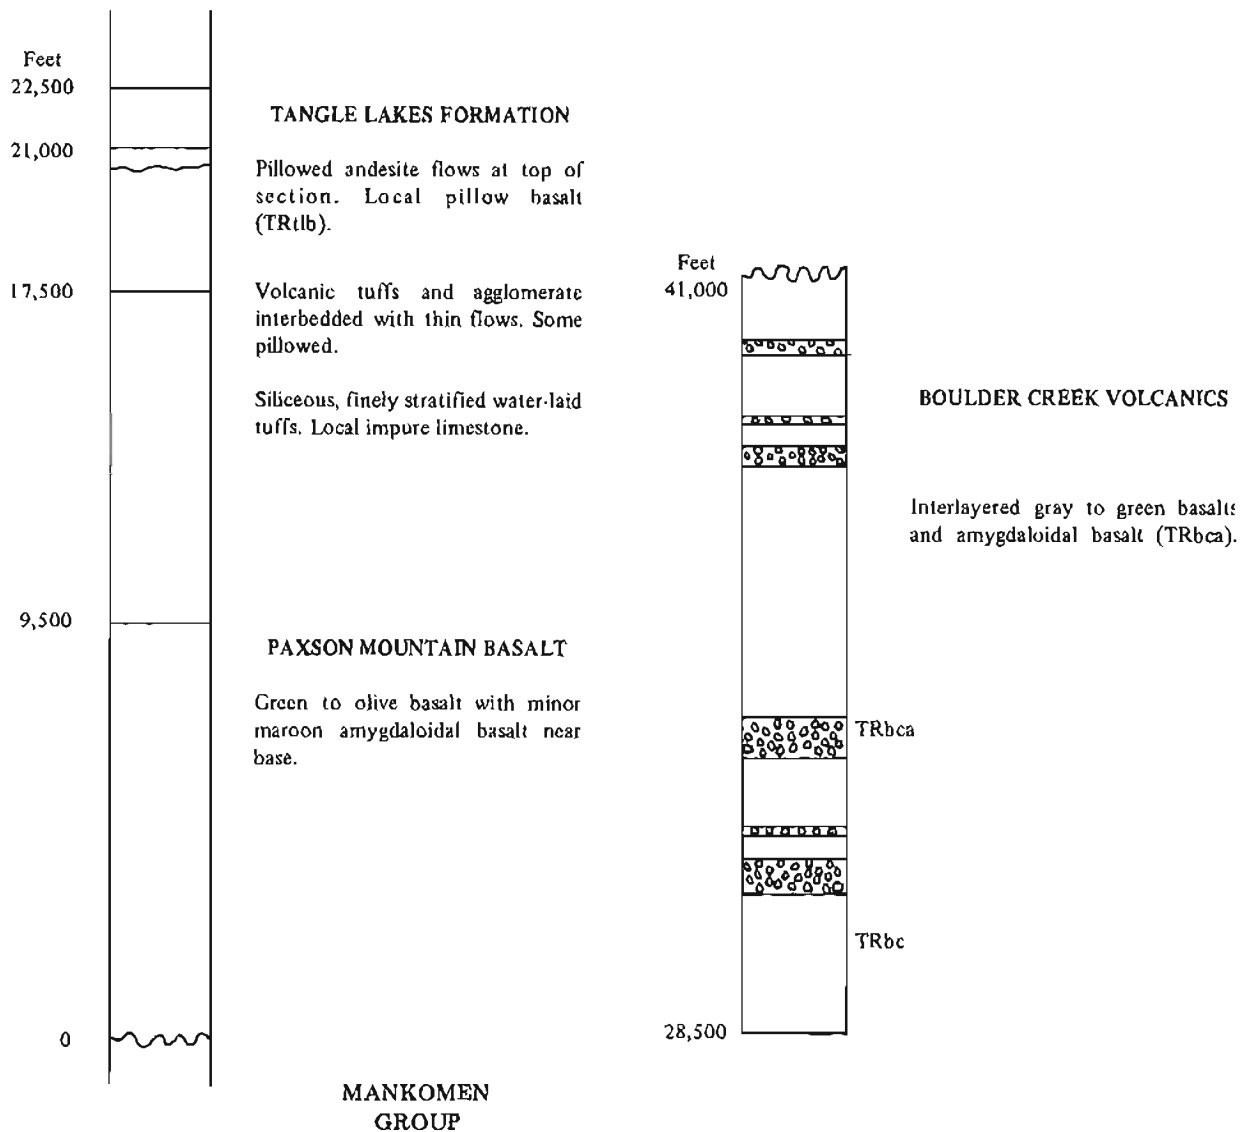 Feet
22,500
TANGLE LAKES FORMATION
21,000
Pillowed andesite flows at top of
section. Local pillow basalt
(TRtlb).
17,500
Volcanic tuffs and agglomerate
interbedded with thin flows. Some
pillowed.
Siliceous, finely stratified water-laid
tuffs. Local impure limestone.
9,500
PAXSON MOUNTAIN BASALT
Green to olive basalt with minor
maroon amygdaloidal basalt near
base.
0
MANKOMEN
GROUP
Feet
41,000
BOULDER CREEK VOLCANICS
Interlayered gray to green basalts
and amygdaloidal basalt (TRbca).
TRbca
TRbc
28,500